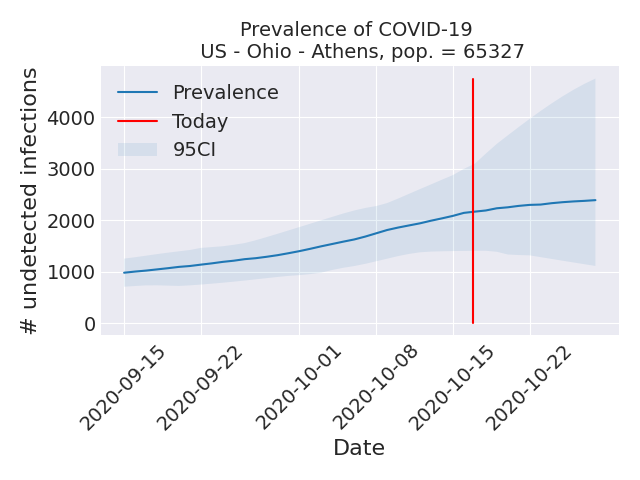 Prevalence of COVID-19
US - Ohio - Athens, pop. = 65327
# undetected infections
4000
3000
2000
1000
0
Prevalence
Today
95CI
2020-09-15
2020-09-22
2020-10-01
2020-10-08
2020-10-15
2020-10-22
Date